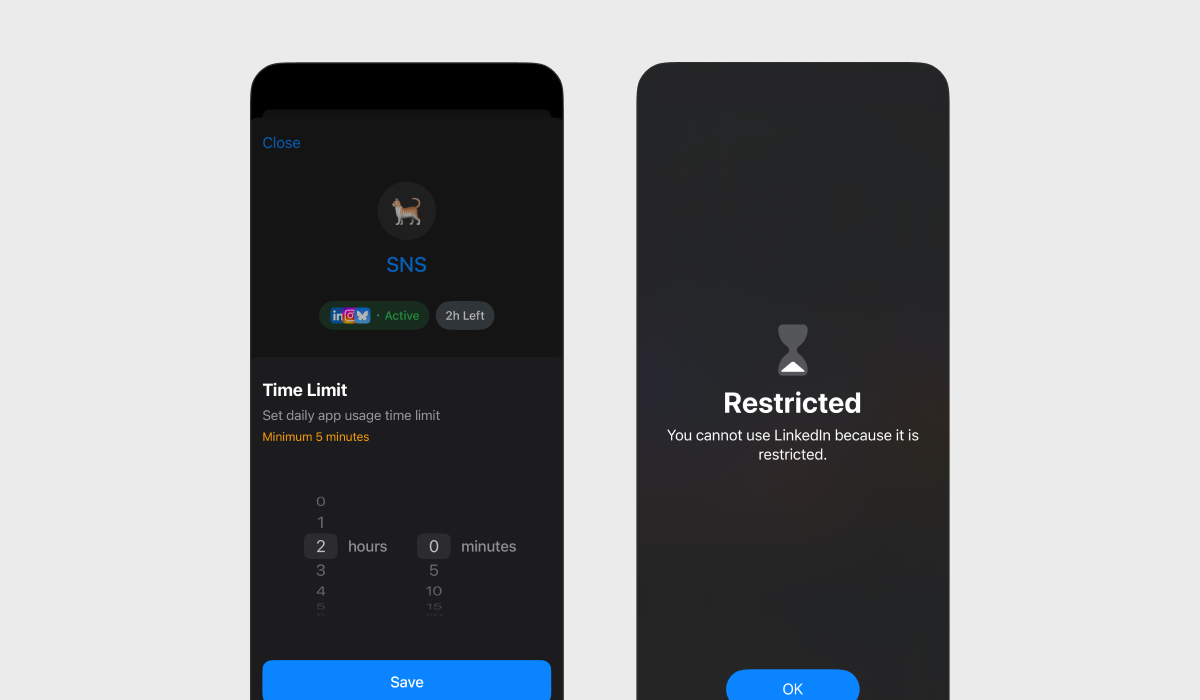 Close
SNS
in
• Active
2h Left
Time Limit
Set daily app usage time limit
Minimum 5 minutes
0
1
2 hours 0 minutes
3 5
4 10
5 15
Save
Restricted
You cannot use LinkedIn because it is
restricted.
OK